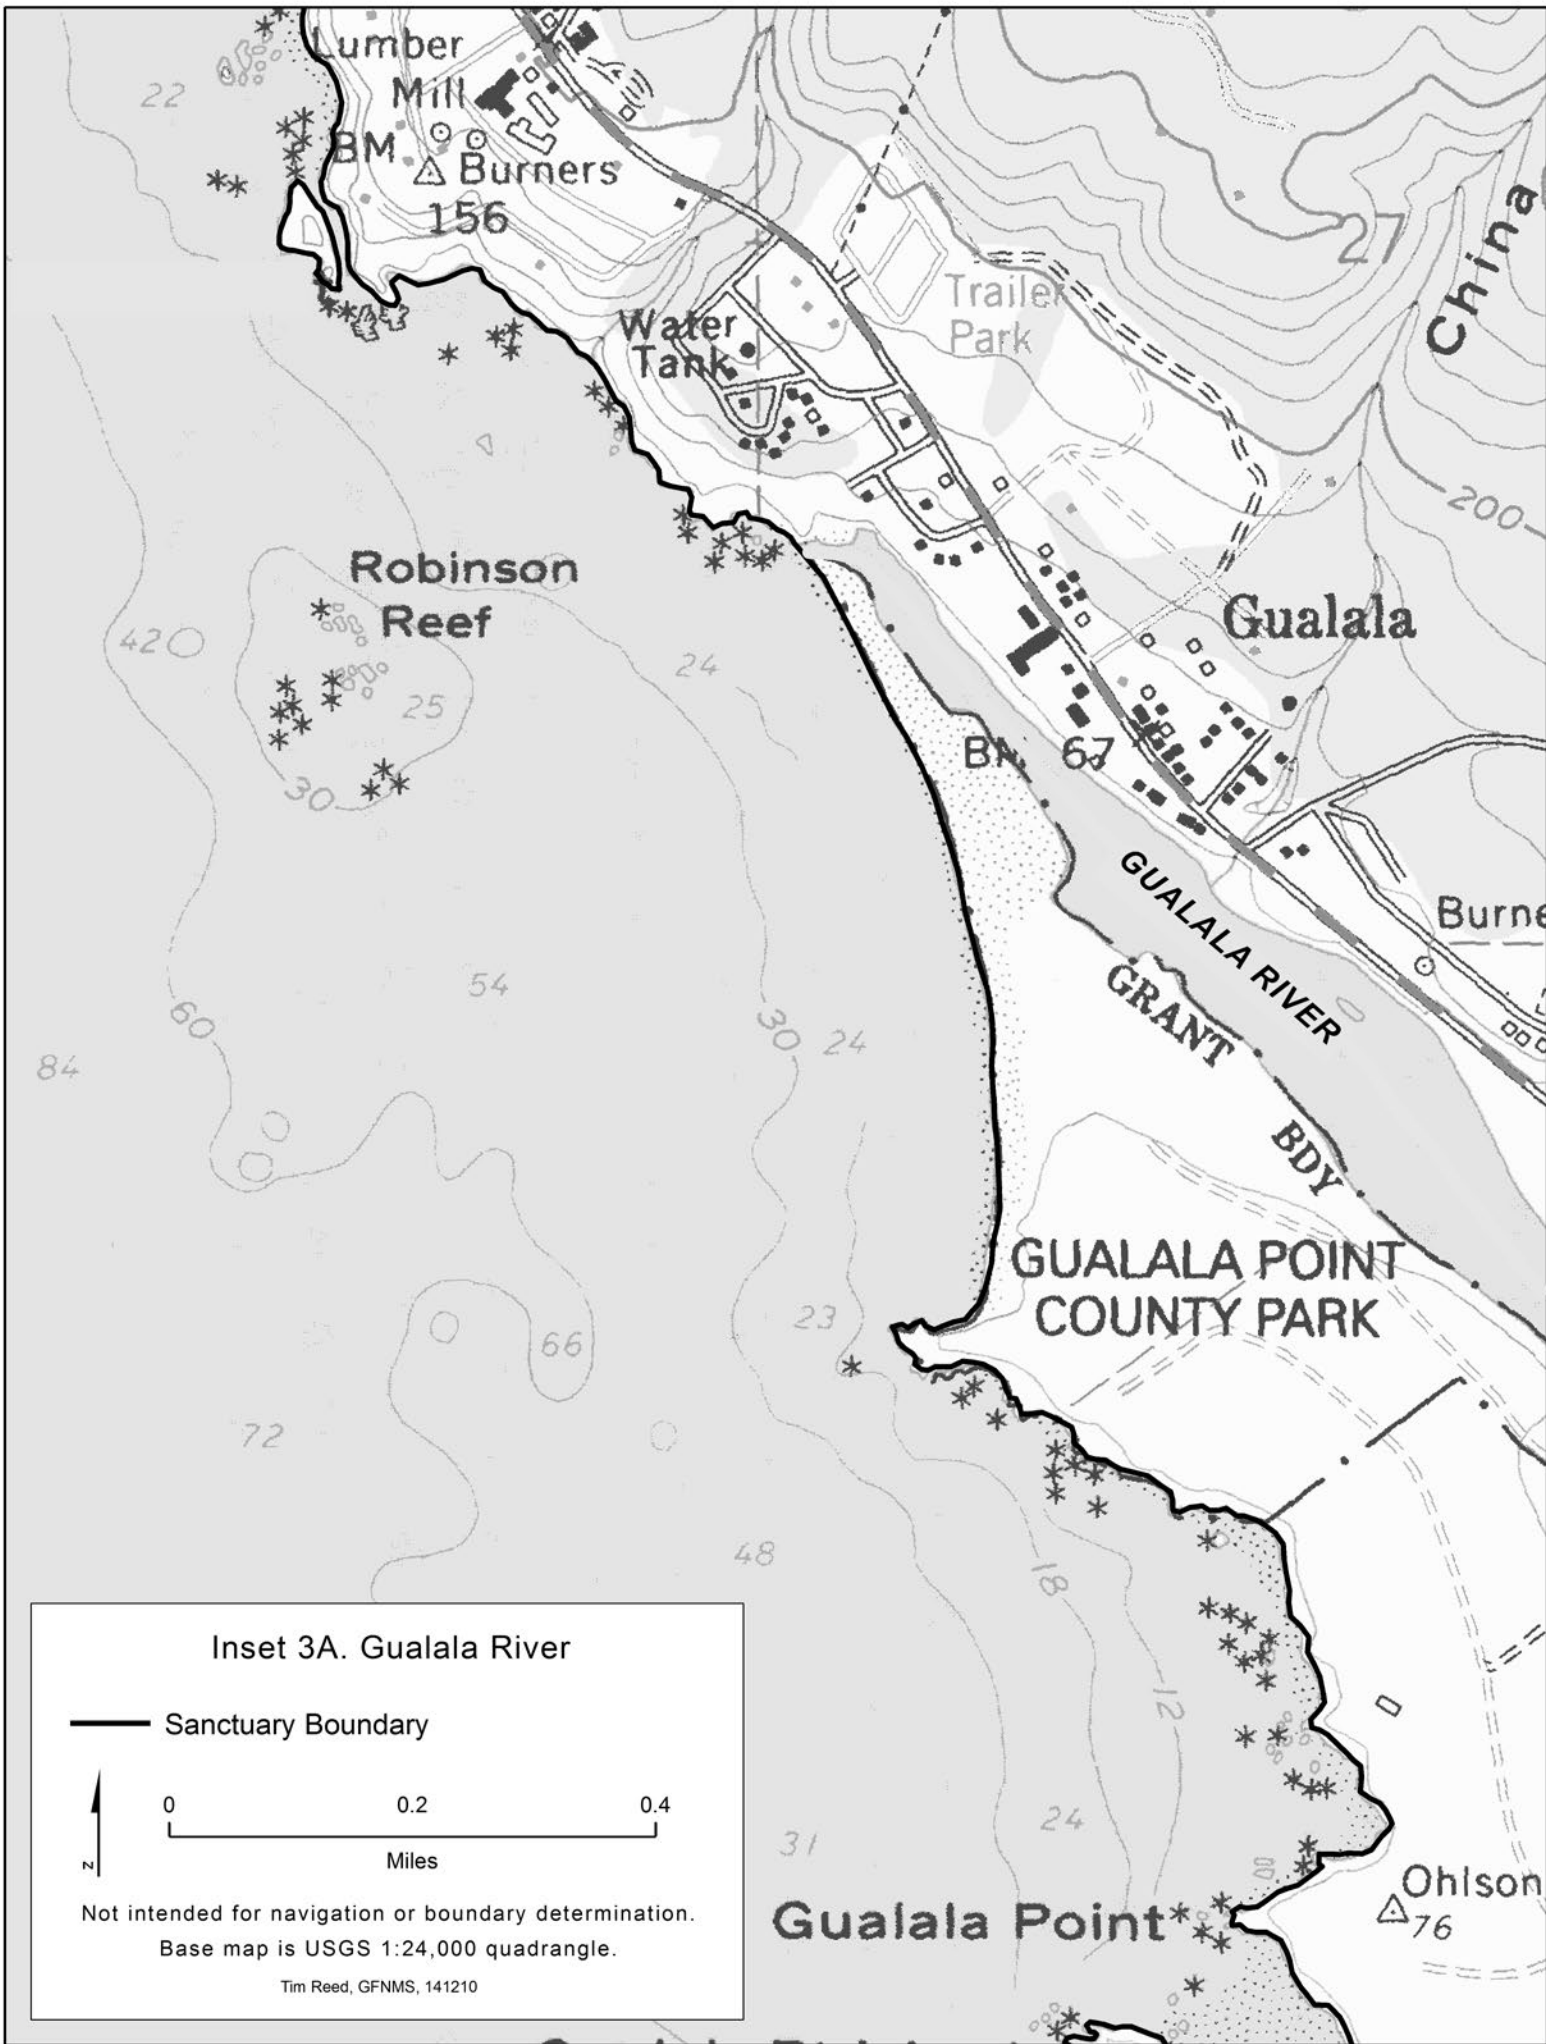 Lumber
Mill
22
BM
Burners
156
27
China
Trailer
Park
Water
Tank
200
Robinson
Reef
42
24
25
30
Gualala
67
GUALALA RIVER
GRANT
BDY
54
60
30
24
84
GUALALA POINT
COUNTY PARK
23
66
72
48
18
12
24
31
Gualala Point
Ohlson
76
Inset 3A. Gualala River
Sanctuary Boundary
0 0.2 0.4
Miles
N
Not intended for navigation or boundary determination.
Base map is USGS 1:24,000 quadrangle.
Tim Reed, GFNMS, 141210